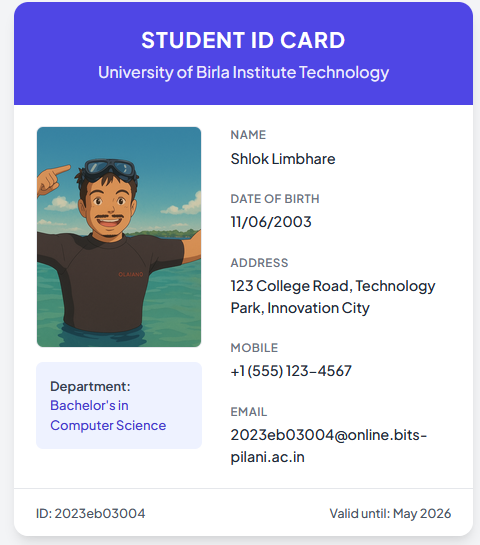 STUDENT ID CARD
University of Birla Institute Technology
NAME
Shlok Limbhare
DATE OF BIRTH
11/06/2003
ADDRESS
123 College Road, Technology
Park, Innovation City
MOBILE
+1 (555) 123-4567
EMAIL
2023eb03004@online.bits-
pilani.ac.in
Department:
Bachelor's in
Computer Science
ID: 2023eb03004
Valid until: May 2026